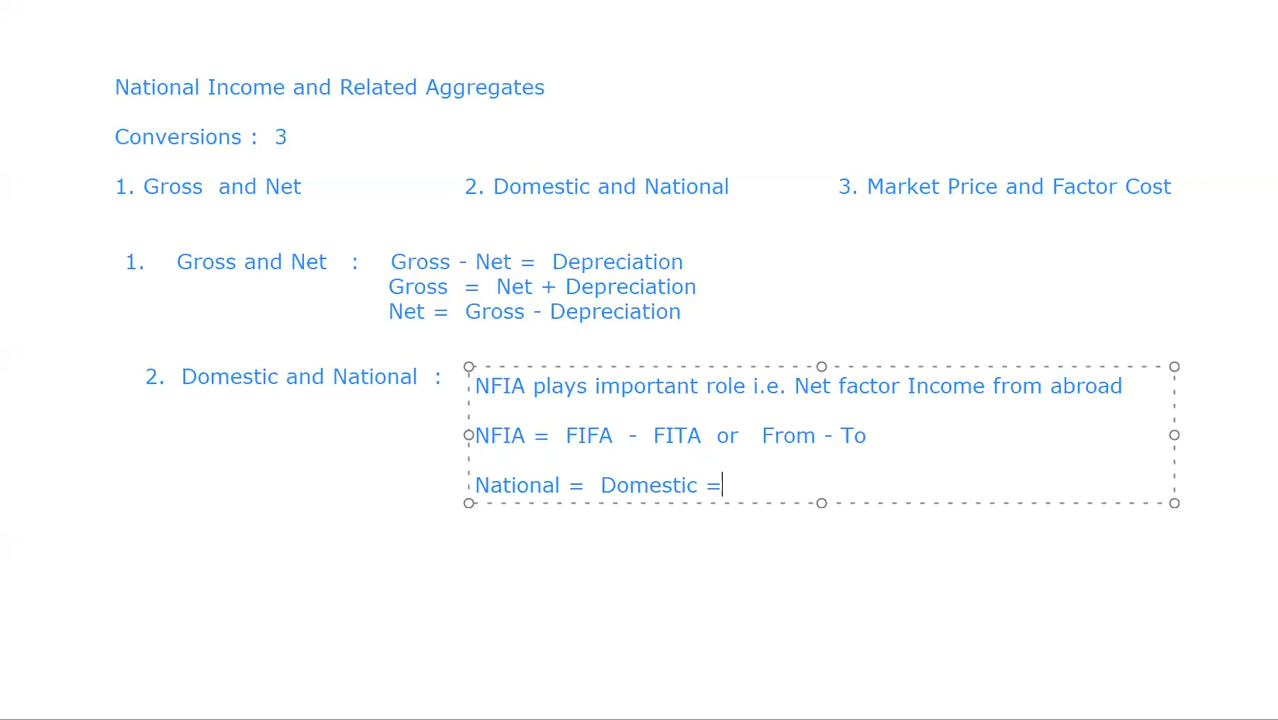 National Income and Related Aggregates
Conversions :  3
1. Gross  and Net    2. Domestic and National    3. Market Price and Factor Cost
1.    Gross and Net   :    Gross - Net =  Depreciation
Gross  =  Net + Depreciation
Net =  Gross - Depreciation
2.  Domestic and National  :    NFIA plays important role i.e. Net factor Income from abroad
NFIA =  FIFA  -  FITA  or   From - To
National =  Domestic =